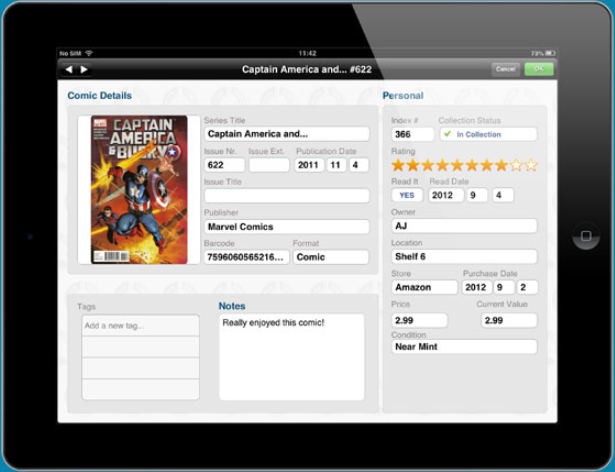 No SIM 11:42 73%
Captain America and... #622 Cancel OK
Comic Details
CAPTAIN AMERICA & BUCKY
Series Title
Captain America and...
Issue Nr. Issue Ext. Publication Date
622 2011 11 4
Issue Title
Publisher
Marvel Comics
Barcode Format
7596060565216... Comic
Tags
Add a new tag...
Notes
Really enjoyed this comic!
Personal
Index # Collection Status
366 In Collection
Rating
Read It Read Date
YES 2012 9 4
Owner
AJ
Location
Shelf 6
Store Purchase Date
Amazon 2012 9 2
Price Current Value
2.99 2.99
Condition
Near Mint